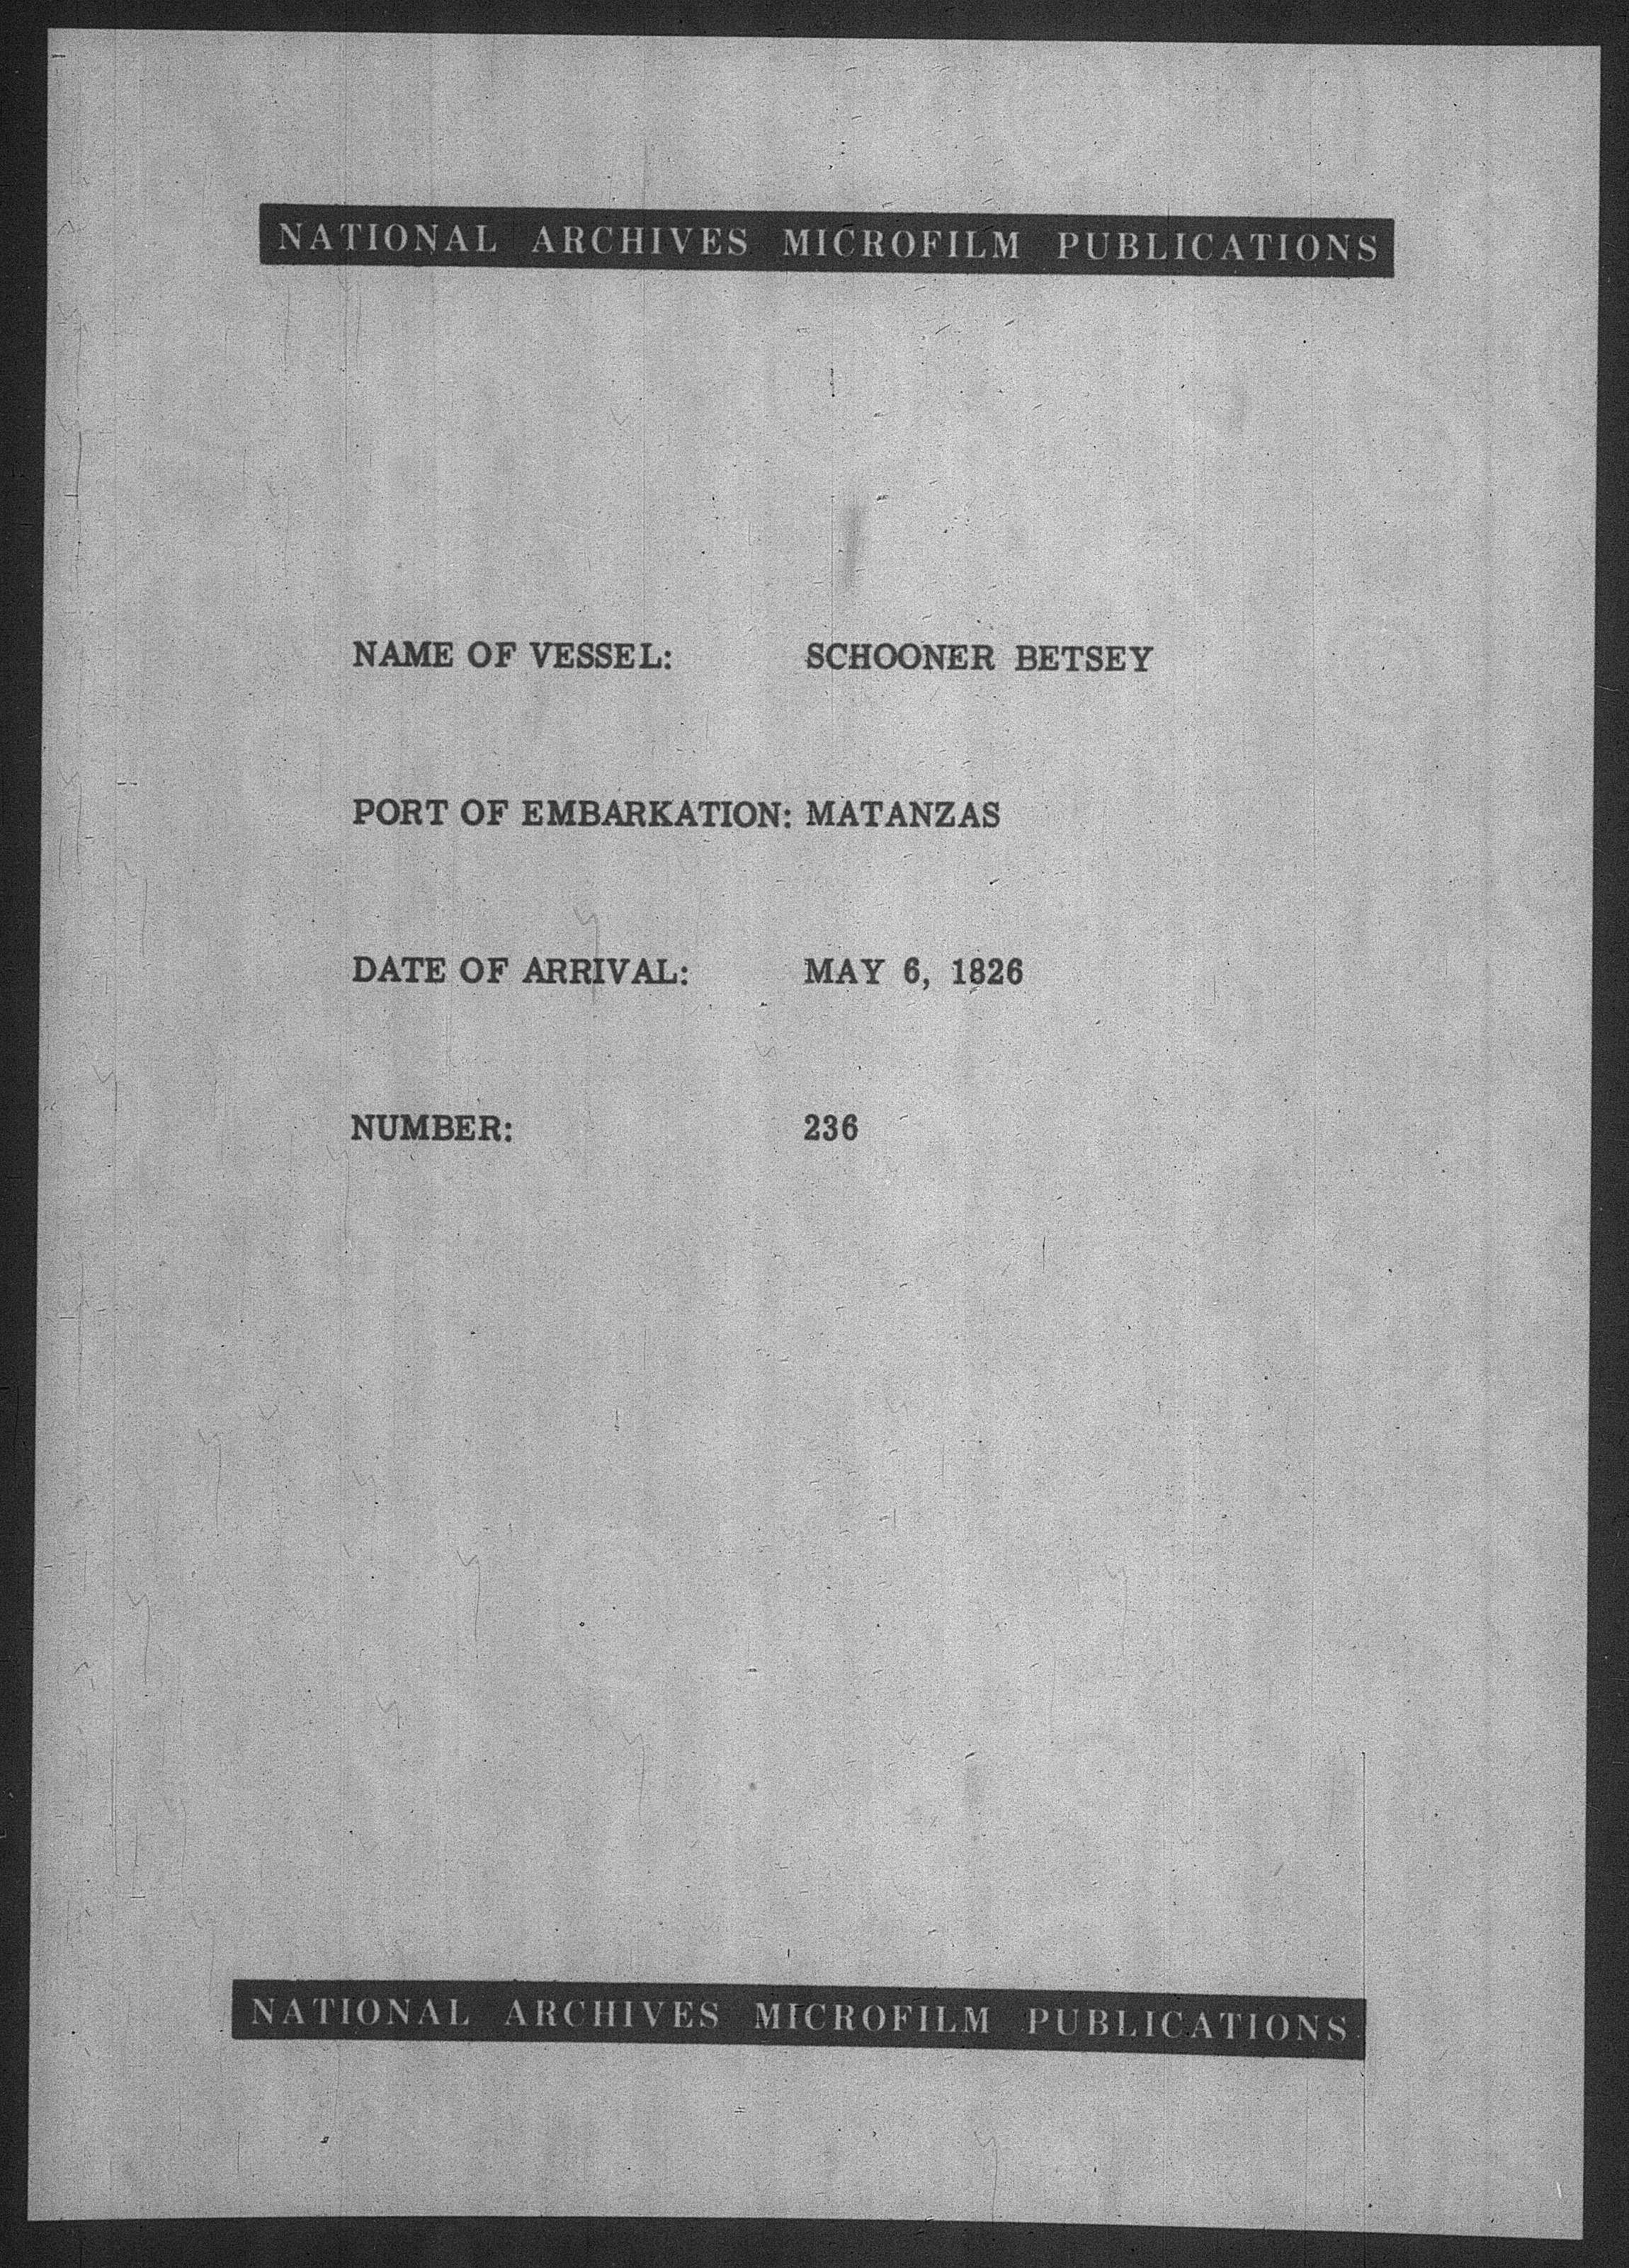 NATIONAL ARCHIVES MICROFILM PUBLICATIONS
NAME OF VESSEL: SCHOONER BETSEY
PORT OF EMBARKATION: MATANZAS
DATE OF ARRIVAL: MAY 6, 1826
NUMBER: 236
NATIONAL ARCHIVES MICROFILM PUBLICATIONS